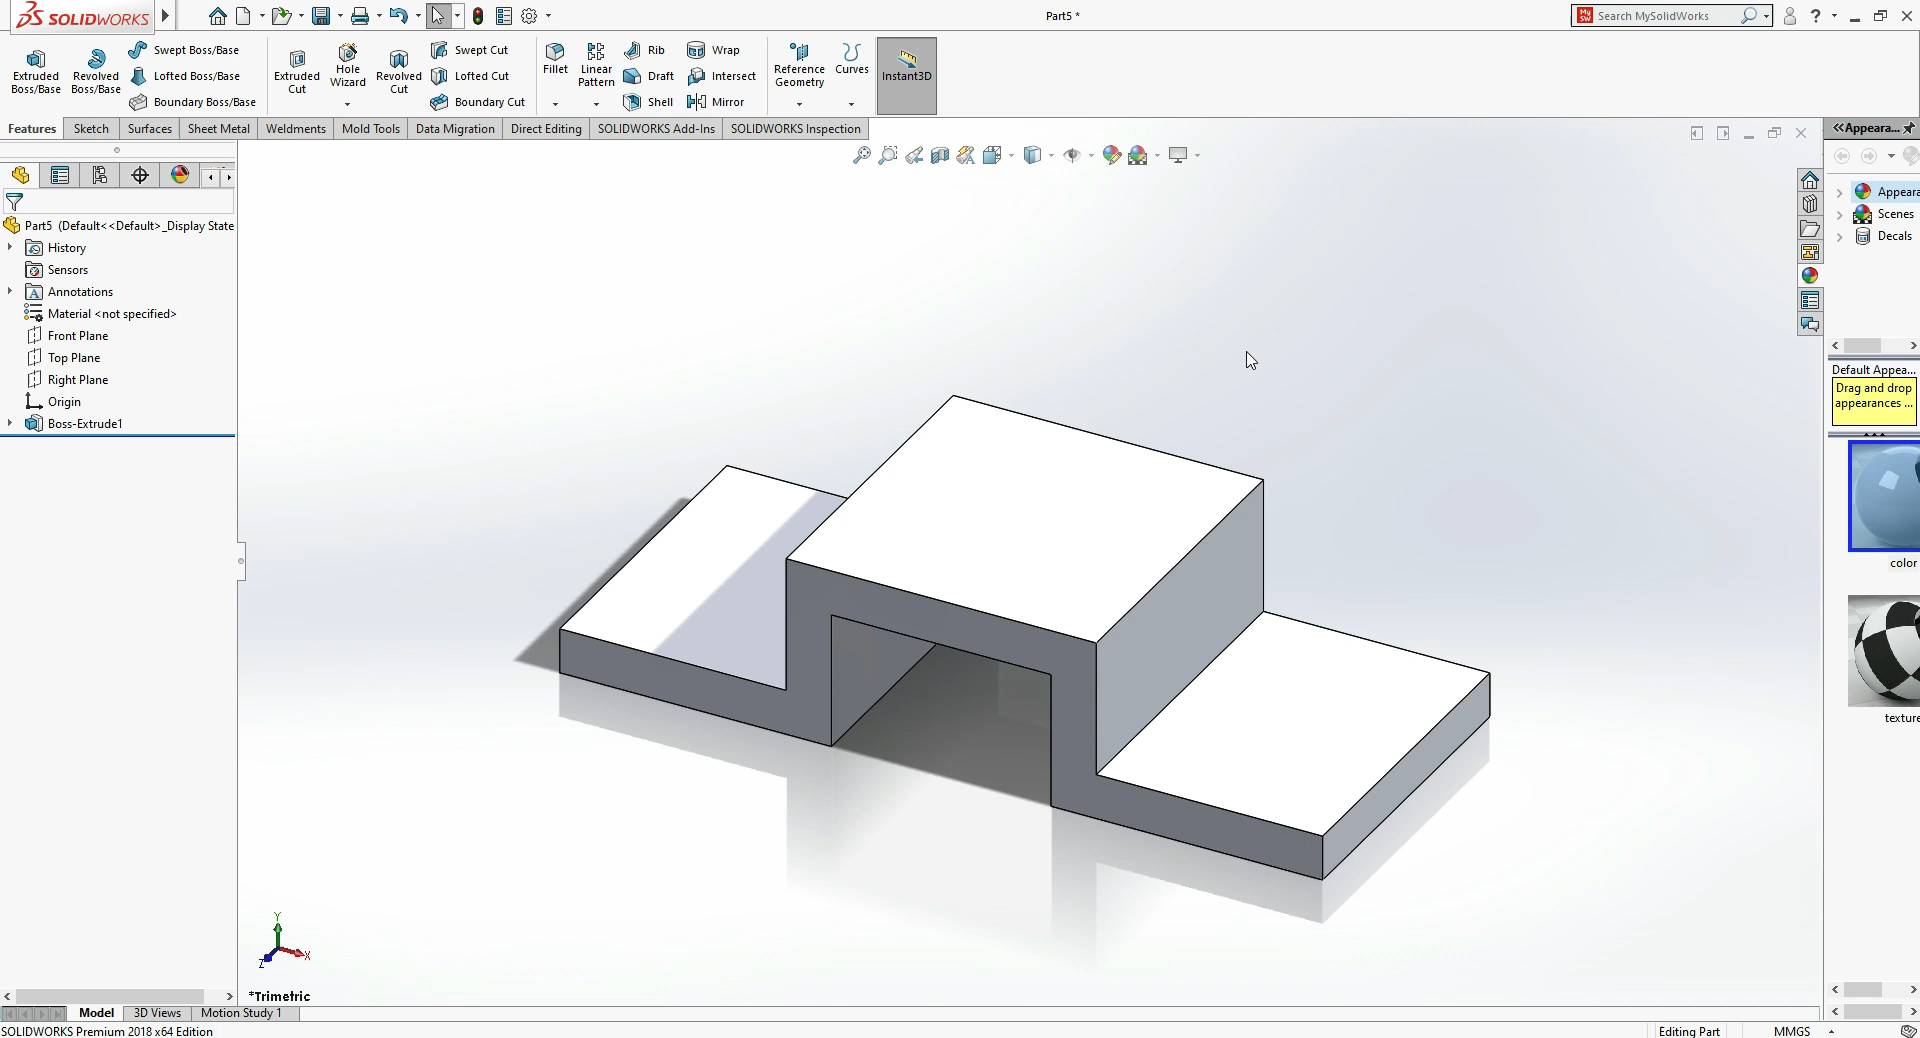 SOLIDWORKS
Part5 *
Search MySolidWorks
Extruded Boss/Base
Revolved Boss/Base
Swept Boss/Base
Lofted Boss/Base
Boundary Boss/Base
Extruded Cut
Hole Wizard
Revolved Cut
Swept Cut
Lofted Cut
Boundary Cut
Fillet
Linear Pattern
Rib
Draft
Shell
Wrap
Intersect
Mirror
Reference Geometry
Curves
Instant3D
Features
Sketch
Surfaces
Sheet Metal
Weldments
Mold Tools
Data Migration
Direct Editing
SOLIDWORKS Add-Ins
SOLIDWORKS Inspection
Part5 (Default<<Default>_Display State
History
Sensors
Annotations
Material <not specified>
Front Plane
Top Plane
Right Plane
Origin
Boss-Extrude1
«Appeara...
Appeara
Scenes
Decals
Default Appea...
Drag and drop
appearances ...
color
texture
Y
X
Z
*Trimetric
Model
3D Views
Motion Study 1
SOLIDWORKS Premium 2018 x64 Edition
Editing Part
MMGS